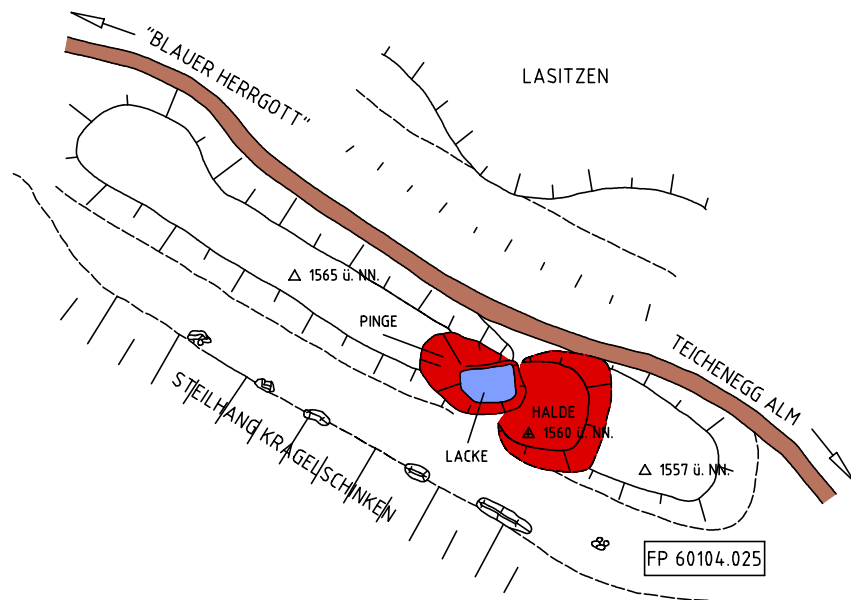 "BLAUER HERRGOTT"
LASITZEN
1565 ü. NN.
PINGE
TEICHENEGG ALM
STEILHANG KRAGELSCHINKEN
HALDE
1560 ü. NN.
LACKE
1557 ü. NN.
FP 60104.025